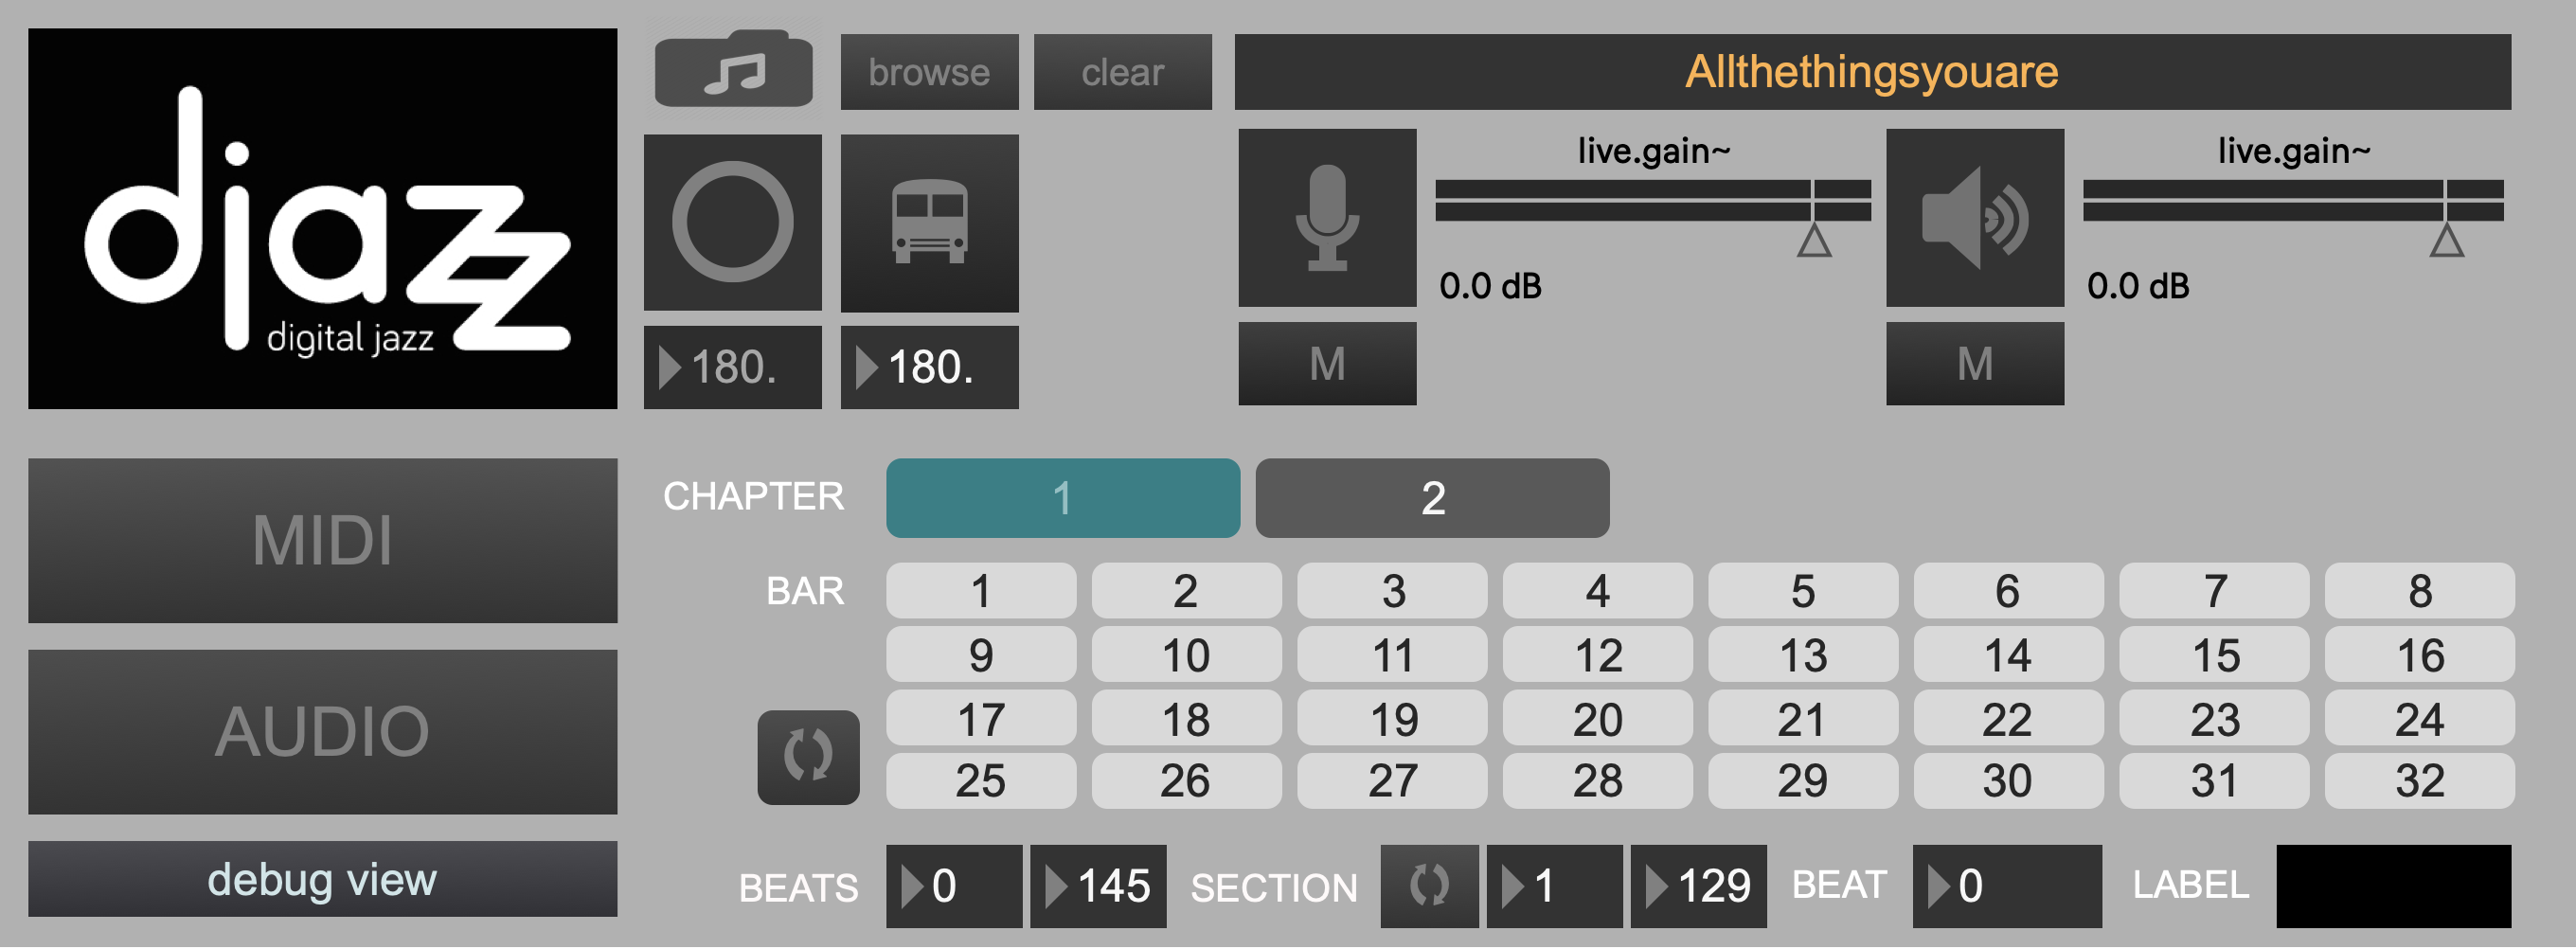 djazz
digital jazz
browse
clear
Allthethingsyouare
live.gain~
live.gain~
0.0 dB
0.0 dB
180.
180.
M
M
MIDI
AUDIO
debug view
CHAPTER
1
2
BAR
1 2 3 4 5 6 7 8
9 10 11 12 13 14 15 16
17 18 19 20 21 22 23 24
25 26 27 28 29 30 31 32
BEATS 0 145 SECTION 1 129 BEAT 0 LABEL